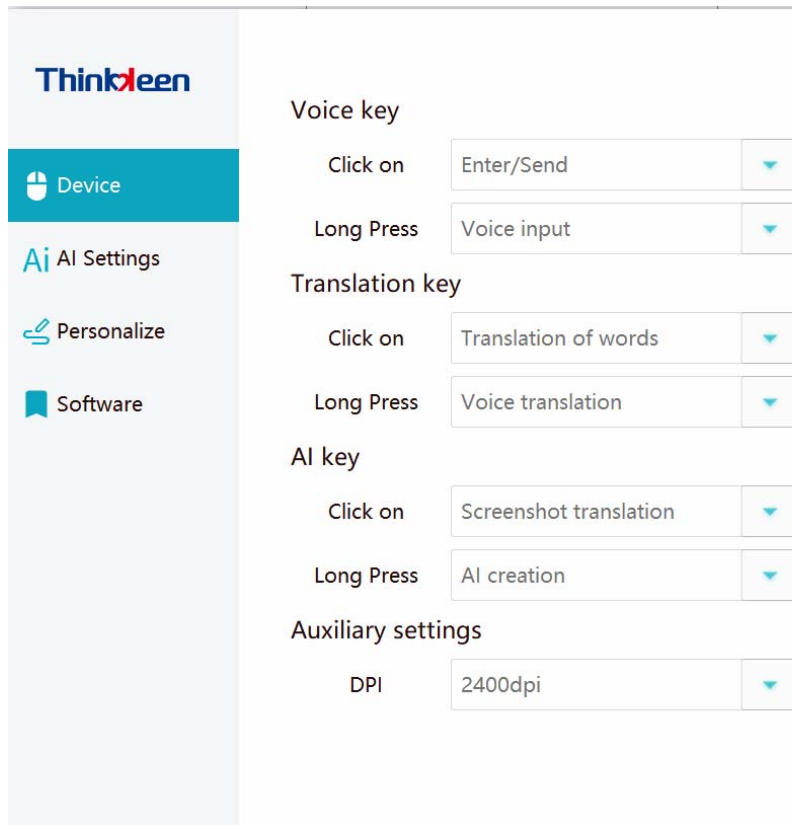 Thinkkeen
Device
Ai AI Settings
Personalize
Software
Voice key
Click on Enter/Send
Long Press Voice input
Translation key
Click on Translation of words
Long Press Voice translation
AI key
Click on Screenshot translation
Long Press AI creation
Auxiliary settings
DPI 2400dpi